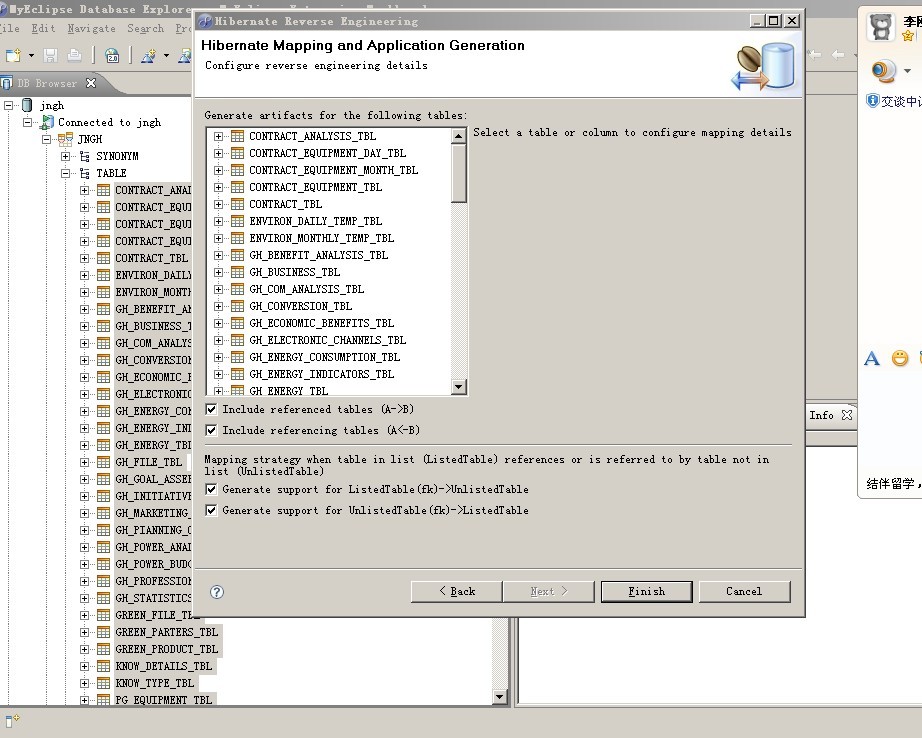 MyEclipse Database Explore
Hibernate Reverse Engineering
File Edit Navigate Search
Hibernate Mapping and Application Generation
Configure reverse engineering details
DB Browser
jngh
Connected to jngh
JNGH
SYNONYM
TABLE
CONTRACT_ANAL
CONTRACT_EQUI
CONTRACT_EQUI
CONTRACT_EQUI
CONTRACT_TBL
ENVIRON_DAILY
ENVIRON_MONTH
GH_BENEFIT_AN
GH_BUSINESS_T
GH_COM_ANALYS
GH_CONVERSION
GH_ECONOMIC_B
GH_ELECTRONIC
GH_ENERGY_CON
GH_ENERGY_IND
GH_ENERGY_TBL
GH_FILE_TBL
GH_GOAL_ASSES
GH_INITIATIVE
GH_MARKETING_
GH_PIANNING_C
GH_POWER_ANAL
GH_POWER_BUDG
GH_PROFESSION
GH_STATISTICS
GREEN_FILE_TBL
GREEN_PARTERS_TBL
GREEN_PRODUCT_TBL
KNOW_DETAILS_TBL
KNOW_TYPE_TBL
PG_EQUIPMENT_TBL
Generate artifacts for the following tables:
CONTRACT_ANALYSIS_TBL
CONTRACT_EQUIPMENT_DAY_TBL
CONTRACT_EQUIPMENT_MONTH_TBL
CONTRACT_EQUIPMENT_TBL
CONTRACT_TBL
ENVIRON_DAILY_TEMP_TBL
ENVIRON_MONTHLY_TEMP_TBL
GH_BENEFIT_ANALYSIS_TBL
GH_BUSINESS_TBL
GH_COM_ANALYSIS_TBL
GH_CONVERSION_TBL
GH_ECONOMIC_BENEFITS_TBL
GH_ELECTRONIC_CHANNELS_TBL
GH_ENERGY_CONSUMPTION_TBL
GH_ENERGY_INDICATORS_TBL
GH_ENERGY_TBL
Select a table or column to configure mapping details
Include referenced tables (A->B)
Include referencing tables (A<-B)
Mapping strategy when table in list (ListedTable) references or is referred to by table not in
list (UnlistedTable)
Generate support for ListedTable(fk)->UnlistedTable
Generate support for UnlistedTable(fk)->ListedTable
< Back
Next >
Finish
Cancel
Info
交谈中
A
结伴留学，